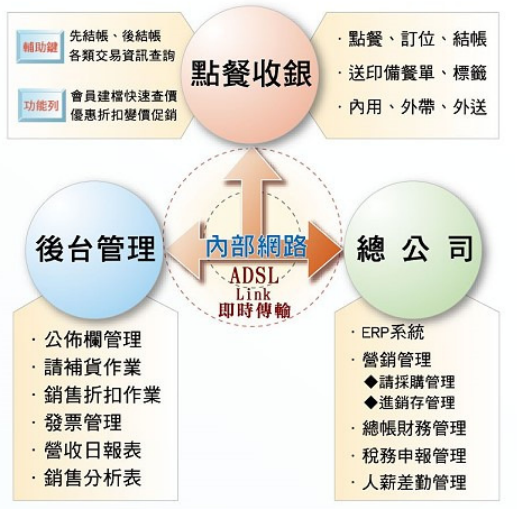 輔助鍵
先結帳、後結帳
各類交易資訊查詢
功能列
會員建檔快速查價
優惠折扣變價促銷
點餐收銀
·點餐、訂位、結帳
·送印備餐單、標籤
·內用、外帶、外送
後台管理
內部網路
ADSL
Link
即時傳輸
總公司
·公佈欄管理
·請補貨作業
·銷售折扣作業
·發票管理
·營收日報表
·銷售分析表
·ERP系統
·營銷管理
◆請採購管理
◆進銷存管理
·總帳財務管理
·稅務申報管理
·人薪差勤管理